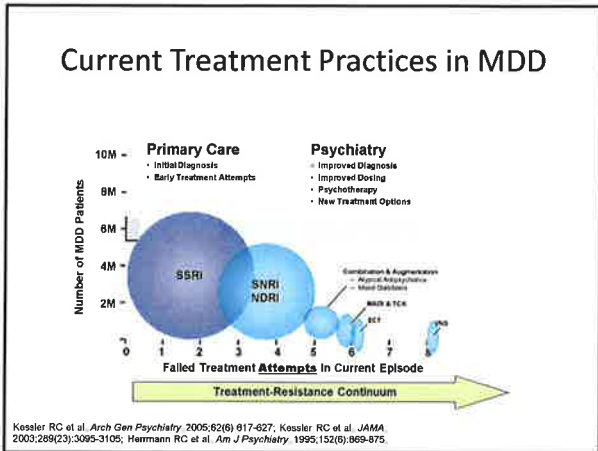 Current Treatment Practices in MDD
Primary Care
• Initial Diagnosis
• Early Treatment Attempts
Psychiatry
• Improved Diagnosis
• Improved Dosing
• Psychotherapy
• New Treatment Options
Number of MDD Patients
10M
8M
6M
4M
2M
SSRI
SNRI
NDRI
Combination & Augmentation
– Atypical Antipsychotics
– Mood Stabilizers
MAOI & TCA
ECT
VNS
0 1 2 3 4 5 6 7 8
Failed Treatment Attempts in Current Episode
Treatment-Resistance Continuum
Kessler RC et al. Arch Gen Psychiatry. 2005;62(6) 617-627; Kessler RC et al. JAMA.
2003;289(23):3095-3105; Herrmann RC et al. Am J Psychiatry. 1995;152(6):869-875.